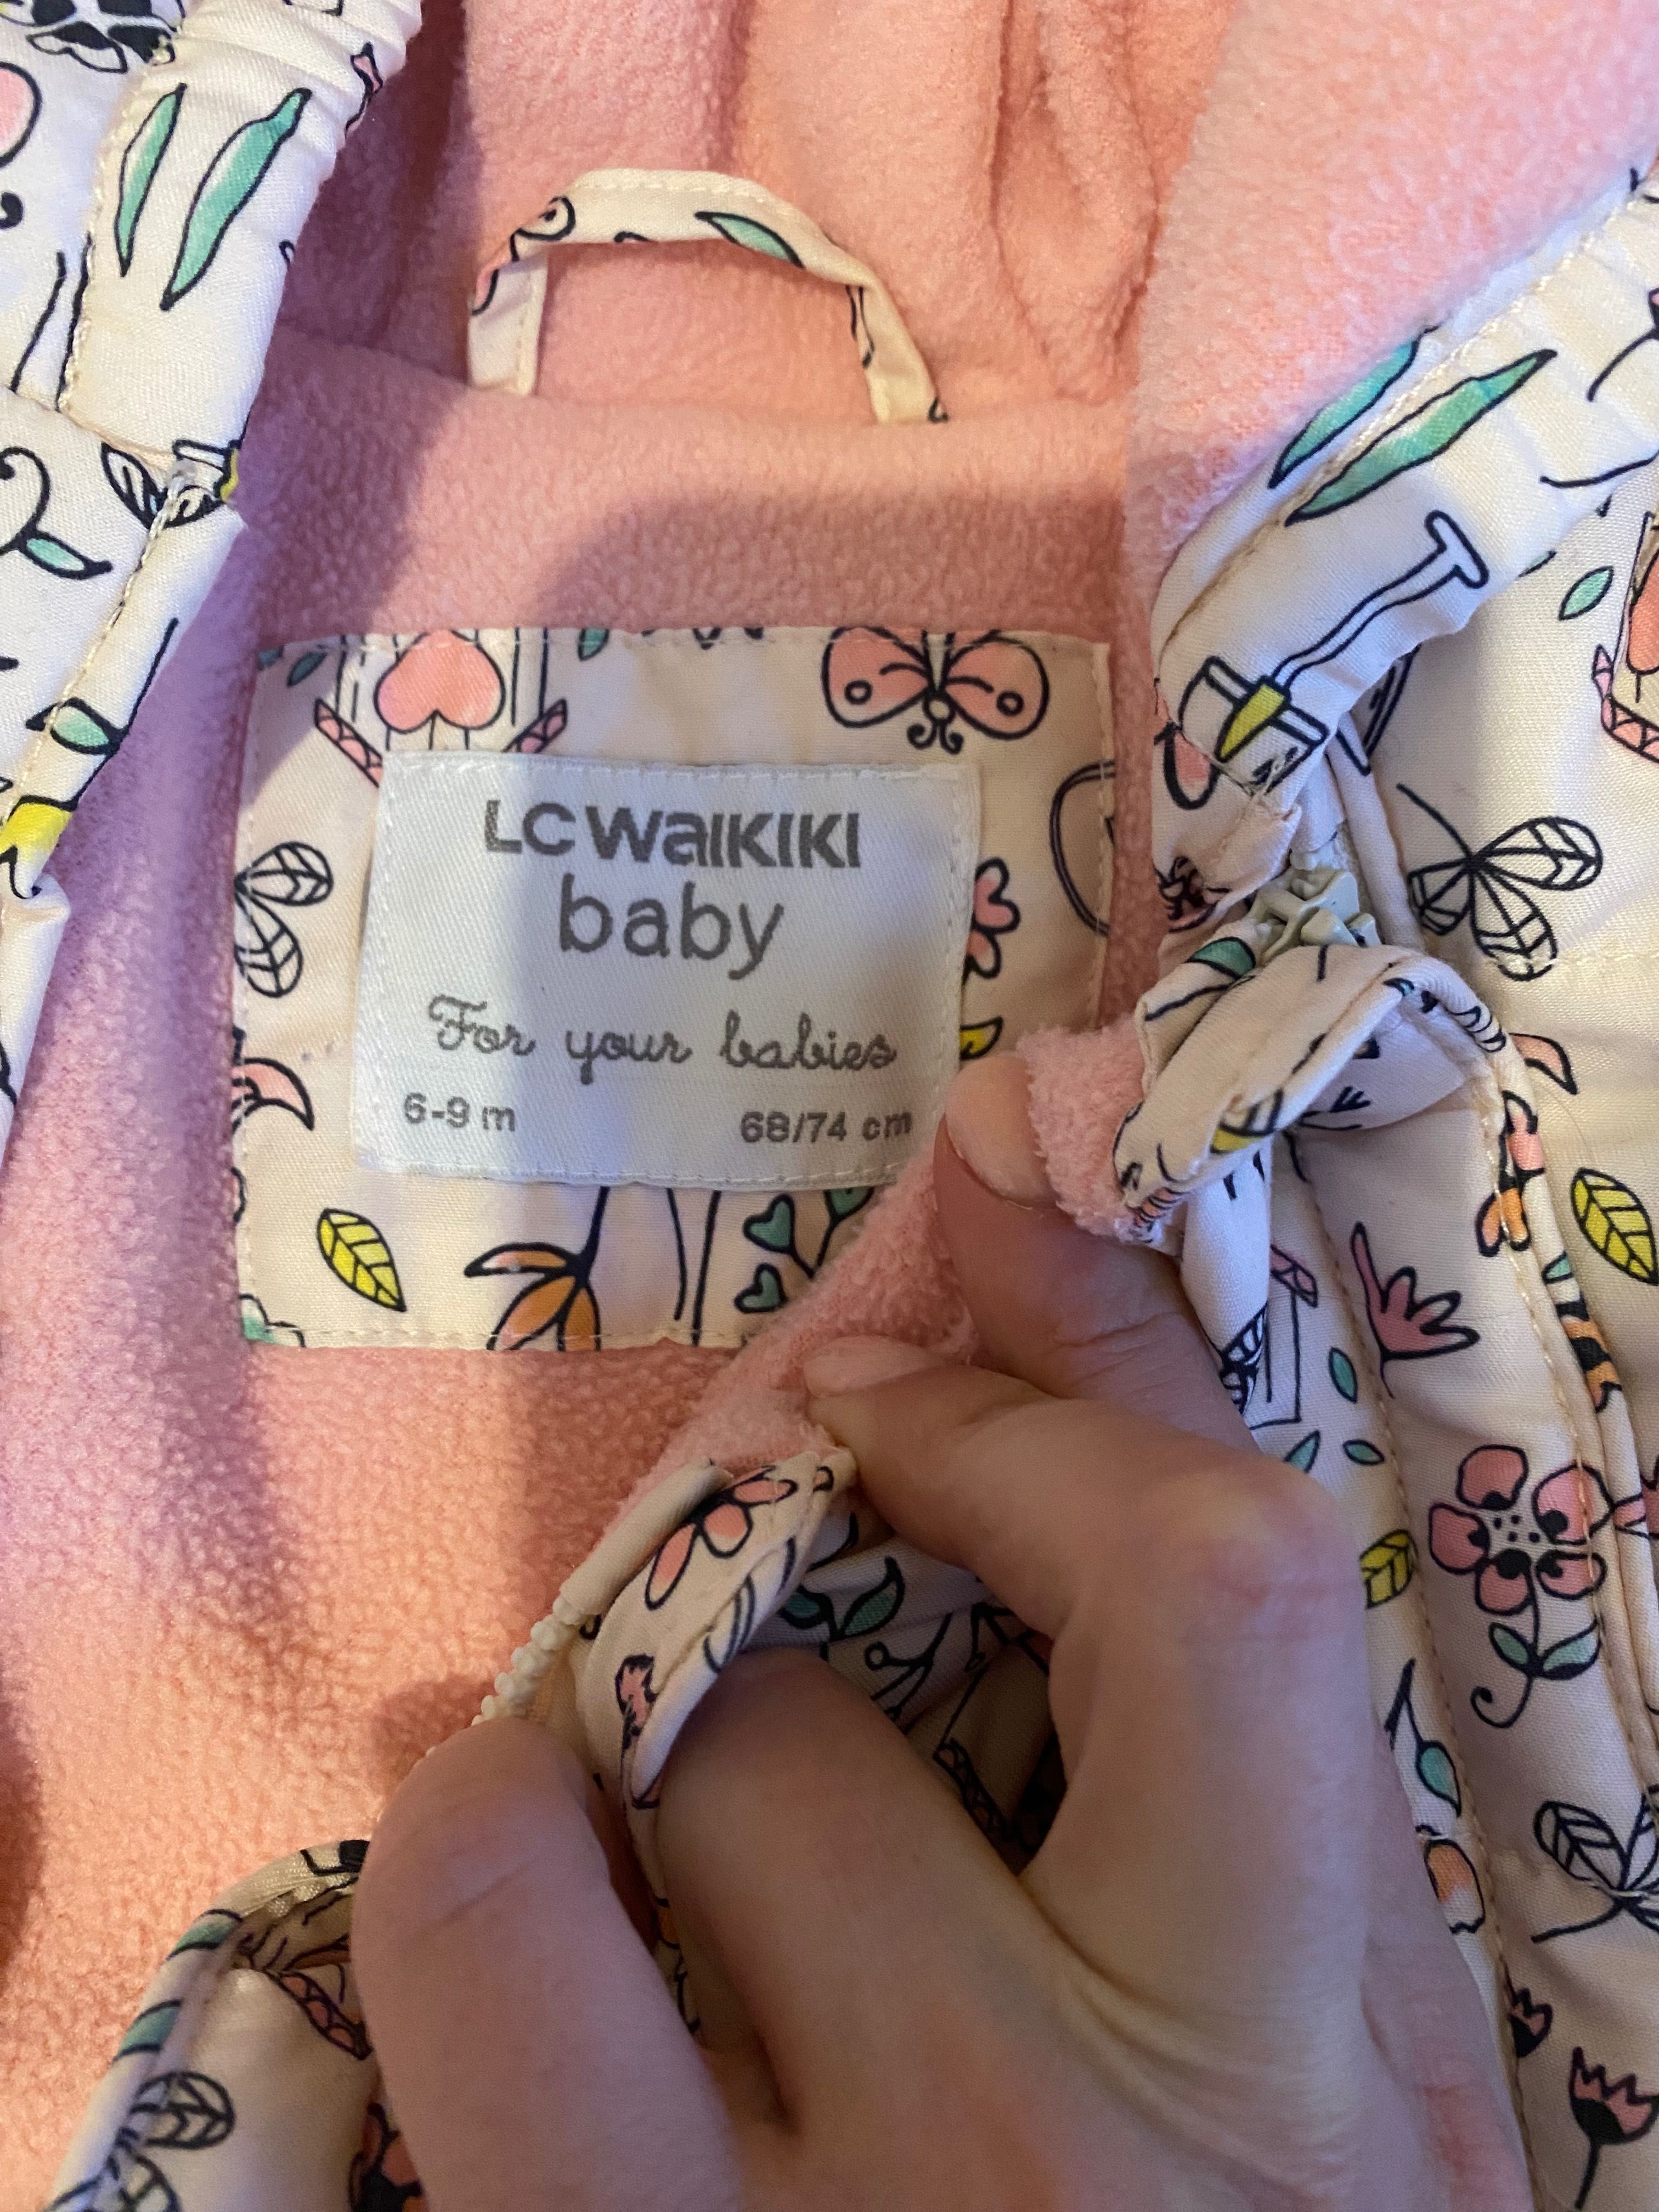 LC WAIKIKI
baby
For your babies
6-9 m 68/74 cm